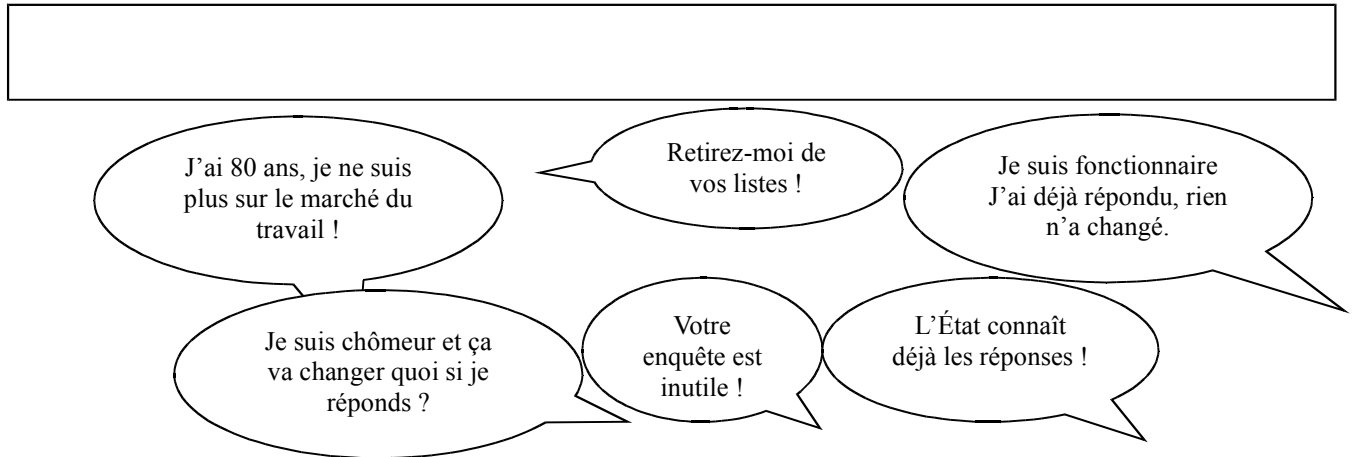 J’ai 80 ans, je ne suis
plus sur le marché du
travail !
Retirez-moi de
vos listes !
Je suis fonctionnaire
J’ai déjà répondu, rien
n’a changé.
Je suis chômeur et ça
va changer quoi si je
réponds ?
Votre
enquête est
inutile !
L’État connaît
déjà les réponses !